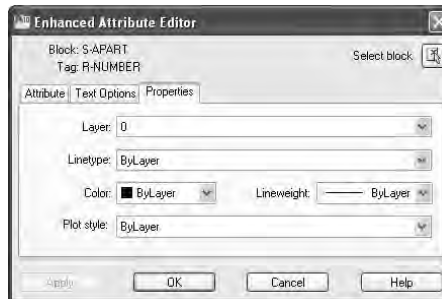 Enhanced Attribute Editor
Block: S-APART
Tag: R-NUMBER
Select block
Attribute Text Options Properties
Layer: 0
Linetype: ByLayer
Color: ByLayer Lineweight: ByLayer
Plot style: ByLayer
Apply OK Cancel Help